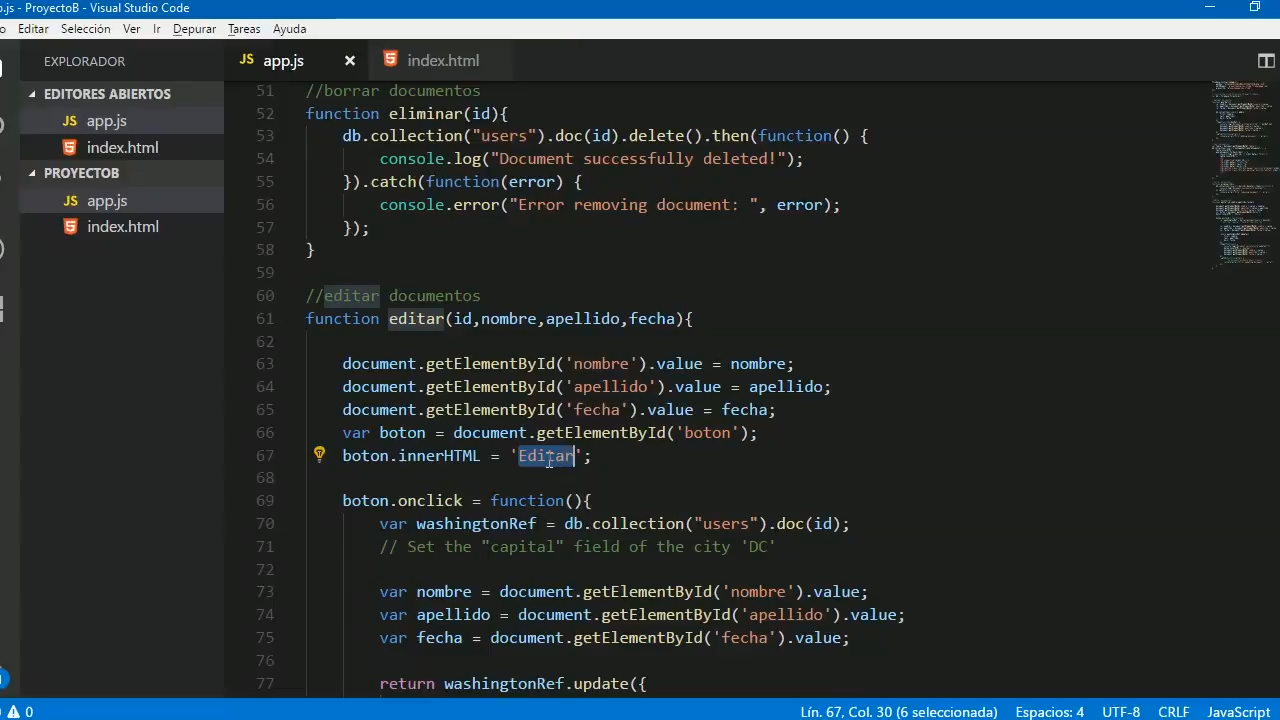 p.js - ProyectoB - Visual Studio Code
o Editar Selección Ver Ir Depurar Tareas Ayuda
EXPLORADOR
JS app.js × index.html
EDITORES ABIERTOS
JS app.js
index.html
PROYECTOB
JS app.js
index.html
51 //borrar documentos
52 function eliminar(id){
53 db.collection("users").doc(id).delete().then(function() {
54 console.log("Document successfully deleted!");
55 }).catch(function(error) {
56 console.error("Error removing document: ", error);
57 });
58 }
59
60 //editar documentos
61 function editar(id,nombre,apellido,fecha){
62
63 document.getElementById('nombre').value = nombre;
64 document.getElementById('apellido').value = apellido;
65 document.getElementById('fecha').value = fecha;
66 var boton = document.getElementById('boton');
67 boton.innerHTML = 'Editar';
68
69 boton.onclick = function(){
70 var washingtonRef = db.collection("users").doc(id);
71 // Set the "capital" field of the city 'DC'
72
73 var nombre = document.getElementById('nombre').value;
74 var apellido = document.getElementById('apellido').value;
75 var fecha = document.getElementById('fecha').value;
76
77 return washingtonRef.update({
0 Lín. 67, Col. 30 (6 seleccionada) Espacios: 4 UTF-8 CRLF JavaScript